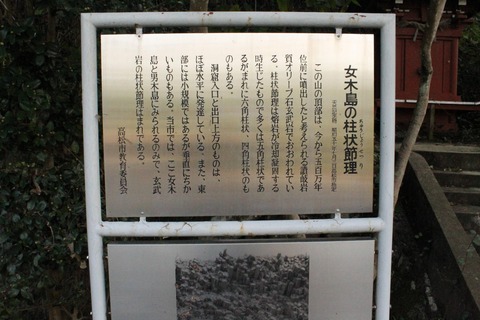 女木島の柱状節理
この山の頂部は、今から五百万年
位前に噴出したと考えられる讃岐岩
質オリーブ石玄武岩でおおわれてい
る。柱状節理は熔岩が冷却凝固する
時生じたもので多くは五角柱状であ
るがまれに六角柱状、四角柱状のも
のもある。
洞窟入口と出口上方のものは、
ほぼ水平に発達している。また、東
部には小規模ではあるが垂直にちか
いものもある。当市では、ここ女木
島と男木島にみられるのみで、玄武
岩の柱状節理はまれである。
高松市教育委員会